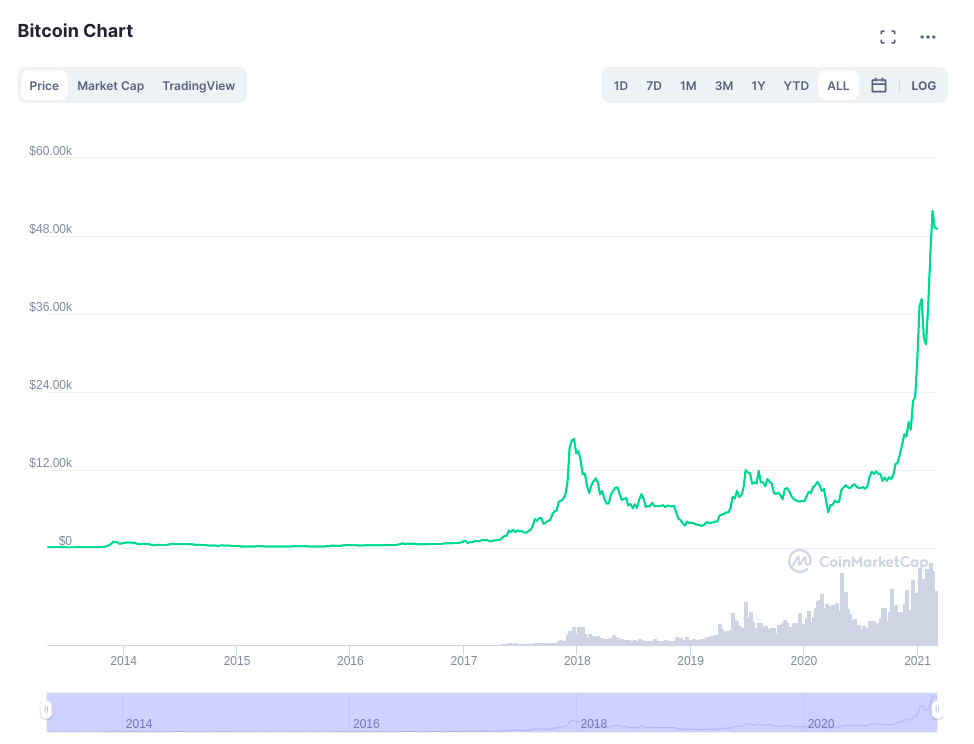 Bitcoin Chart
Price Market Cap TradingView
1D 7D 1M 3M 1Y YTD ALL LOG
$60.00k
$48.00k
$36.00k
$24.00k
$12.00k
$0
CoinMarketCap
2014 2015 2016 2017 2018 2019 2020 2021
2014 2016 2018 2020